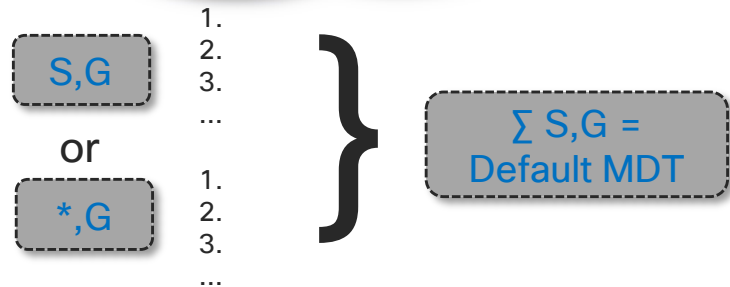 S,G
1.
2.
3.
...
or
*,G
1.
2.
3.
...
}
∑ S,G =
Default MDT